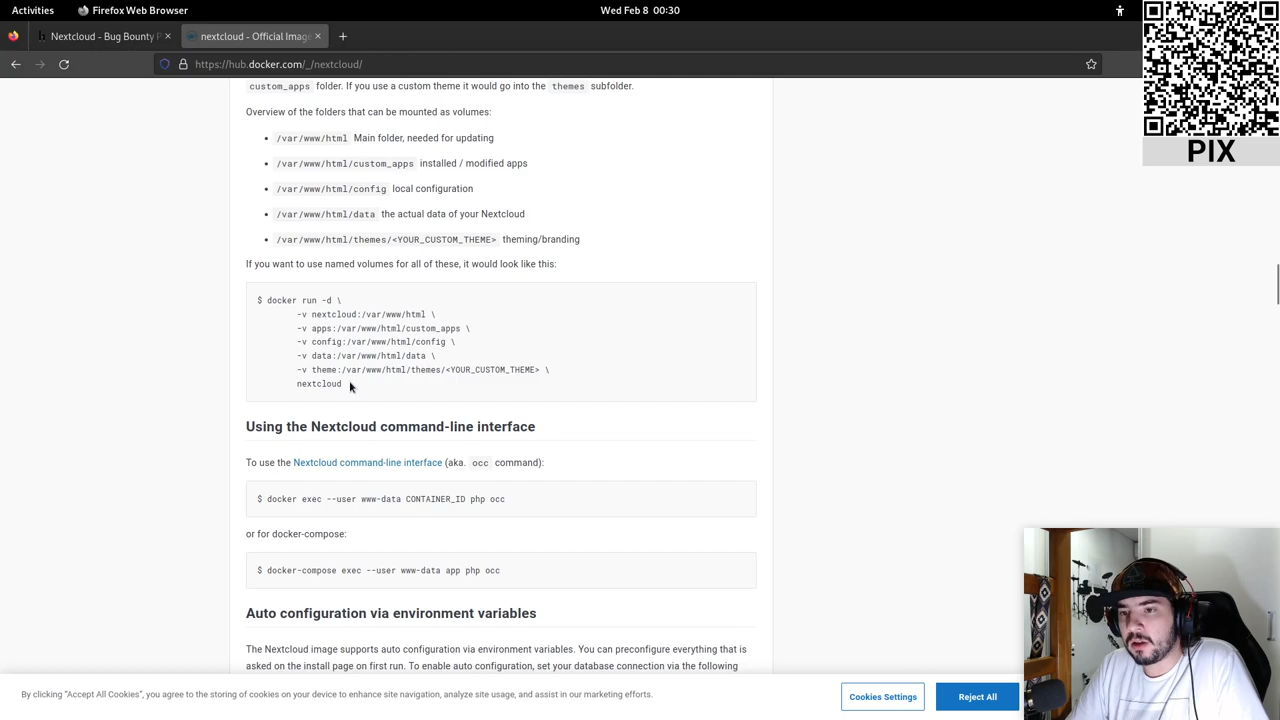 Activities
Firefox Web Browser
Wed Feb 8 00:30
Nextcloud - Bug Bounty P
nextcloud - Official Imag
https://hub.docker.com/_/nextcloud/
PIX
custom_apps folder. If you use a custom theme it would go into the themes subfolder.
Overview of the folders that can be mounted as volumes:
/var/www/html Main folder, needed for updating
/var/www/html/custom_apps installed / modified apps
/var/www/html/config local configuration
/var/www/html/data the actual data of your Nextcloud
/var/www/html/themes/<YOUR_CUSTOM_THEME> theming/branding
If you want to use named volumes for all of these, it would look like this:
$ docker run -d \
-v nextcloud:/var/www/html \
-v apps:/var/www/html/custom_apps \
-v config:/var/www/html/config \
-v data:/var/www/html/data \
-v theme:/var/www/html/themes/<YOUR_CUSTOM_THEME> \
nextcloud
Using the Nextcloud command-line interface
To use the Nextcloud command-line interface (aka. occ command):
$ docker exec --user www-data CONTAINER_ID php occ
or for docker-compose:
$ docker-compose exec --user www-data app php occ
Auto configuration via environment variables
The Nextcloud image supports auto configuration via environment variables. You can preconfigure everything that is
asked on the install page on first run. To enable auto configuration, set your database connection via the following
By clicking “Accept All Cookies”, you agree to the storing of cookies on your device to enhance site navigation, analyze site usage, and assist in our marketing efforts.
Cookies Settings
Reject All